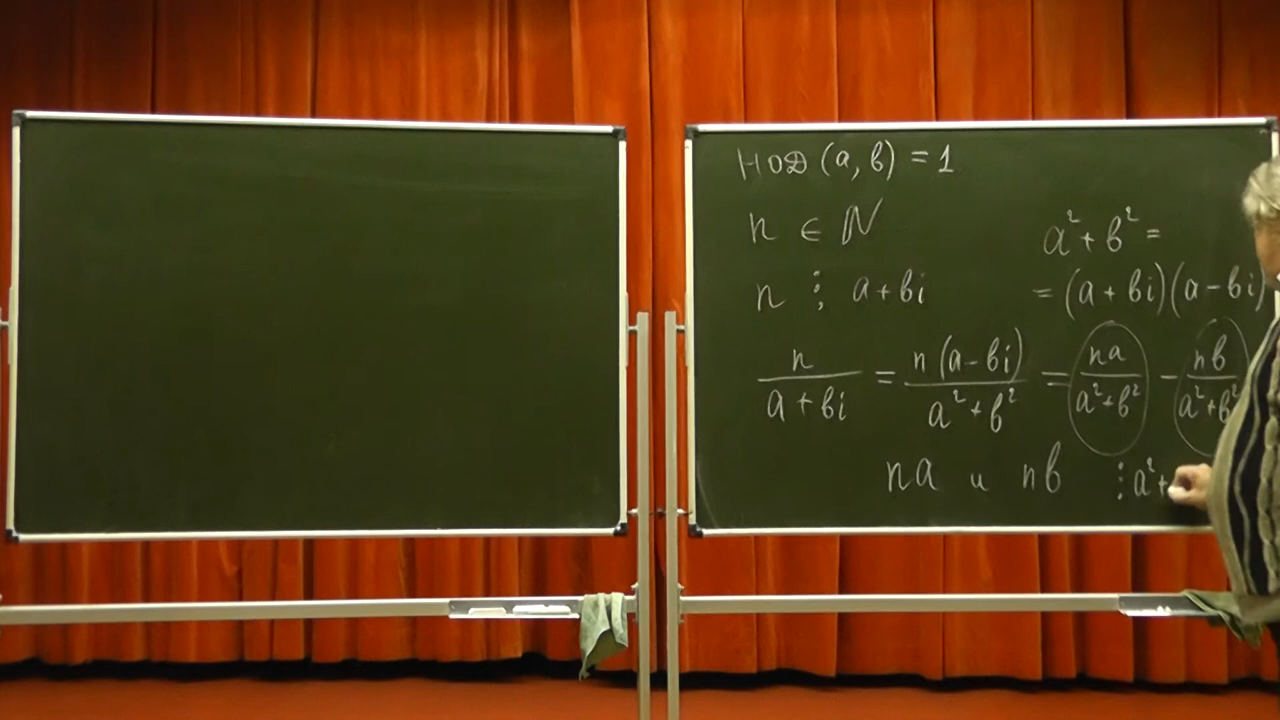 НОД (a, b) = 1
n ∈ ℕ
a² + b² =
n ⋮ a + bi
= (a + bi)(a - bi)
n / (a + bi) = n (a - bi) / (a² + b²) = na / (a² + b²) - nb / (a² + b²
na и nb ⋮ a² +